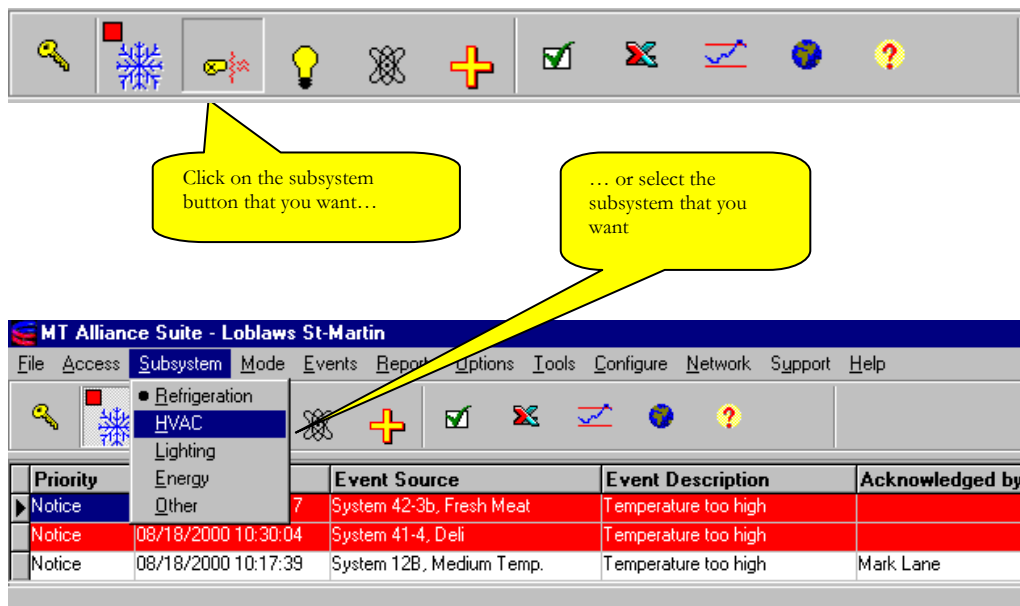 ?
Click on the subsystem
button that you want…
… or select the
subsystem that you
want
MT Alliance Suite - Loblaws St-Martin
File Access Subsystem Mode Events Options Tools Configure Network Support Help
Refrigeration
HVAC
Lighting
Energy
Other
?
Priority Event Source Event Description Acknowledged by
Notice 7 System 42-3b, Fresh Meat Temperature too high
Notice 08/18/2000 10:30:04 System 41-4, Deli Temperature too high
Notice 08/18/2000 10:17:39 System 12B, Medium Temp. Temperature too high Mark Lane